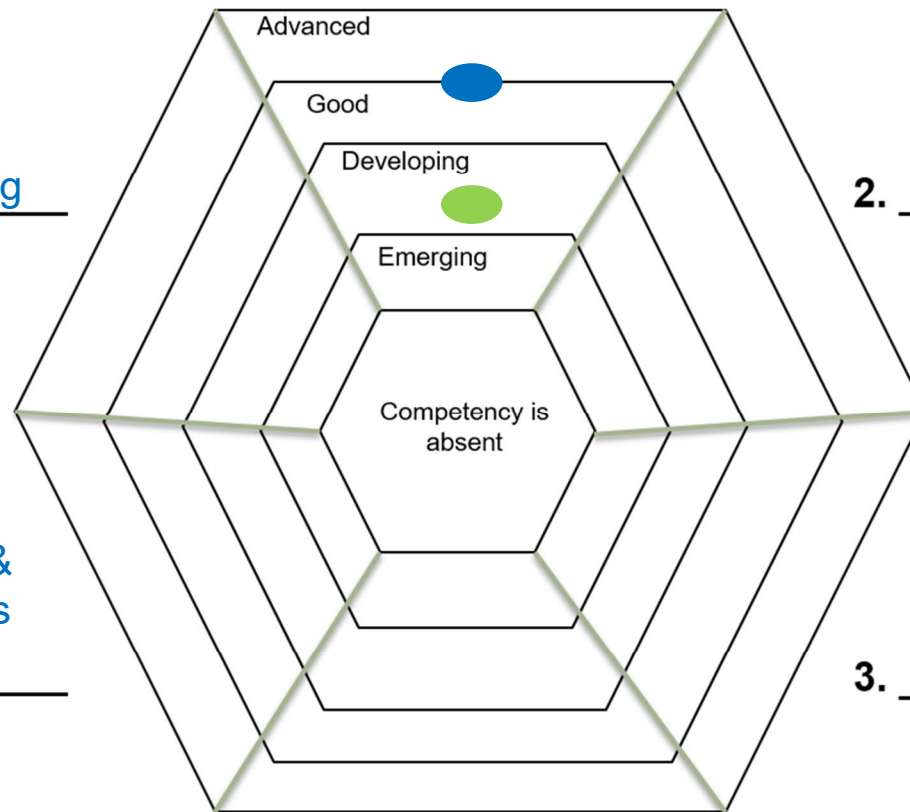 Advanced
Good
Developing
Emerging
2.
Competency is
absent
&
3.